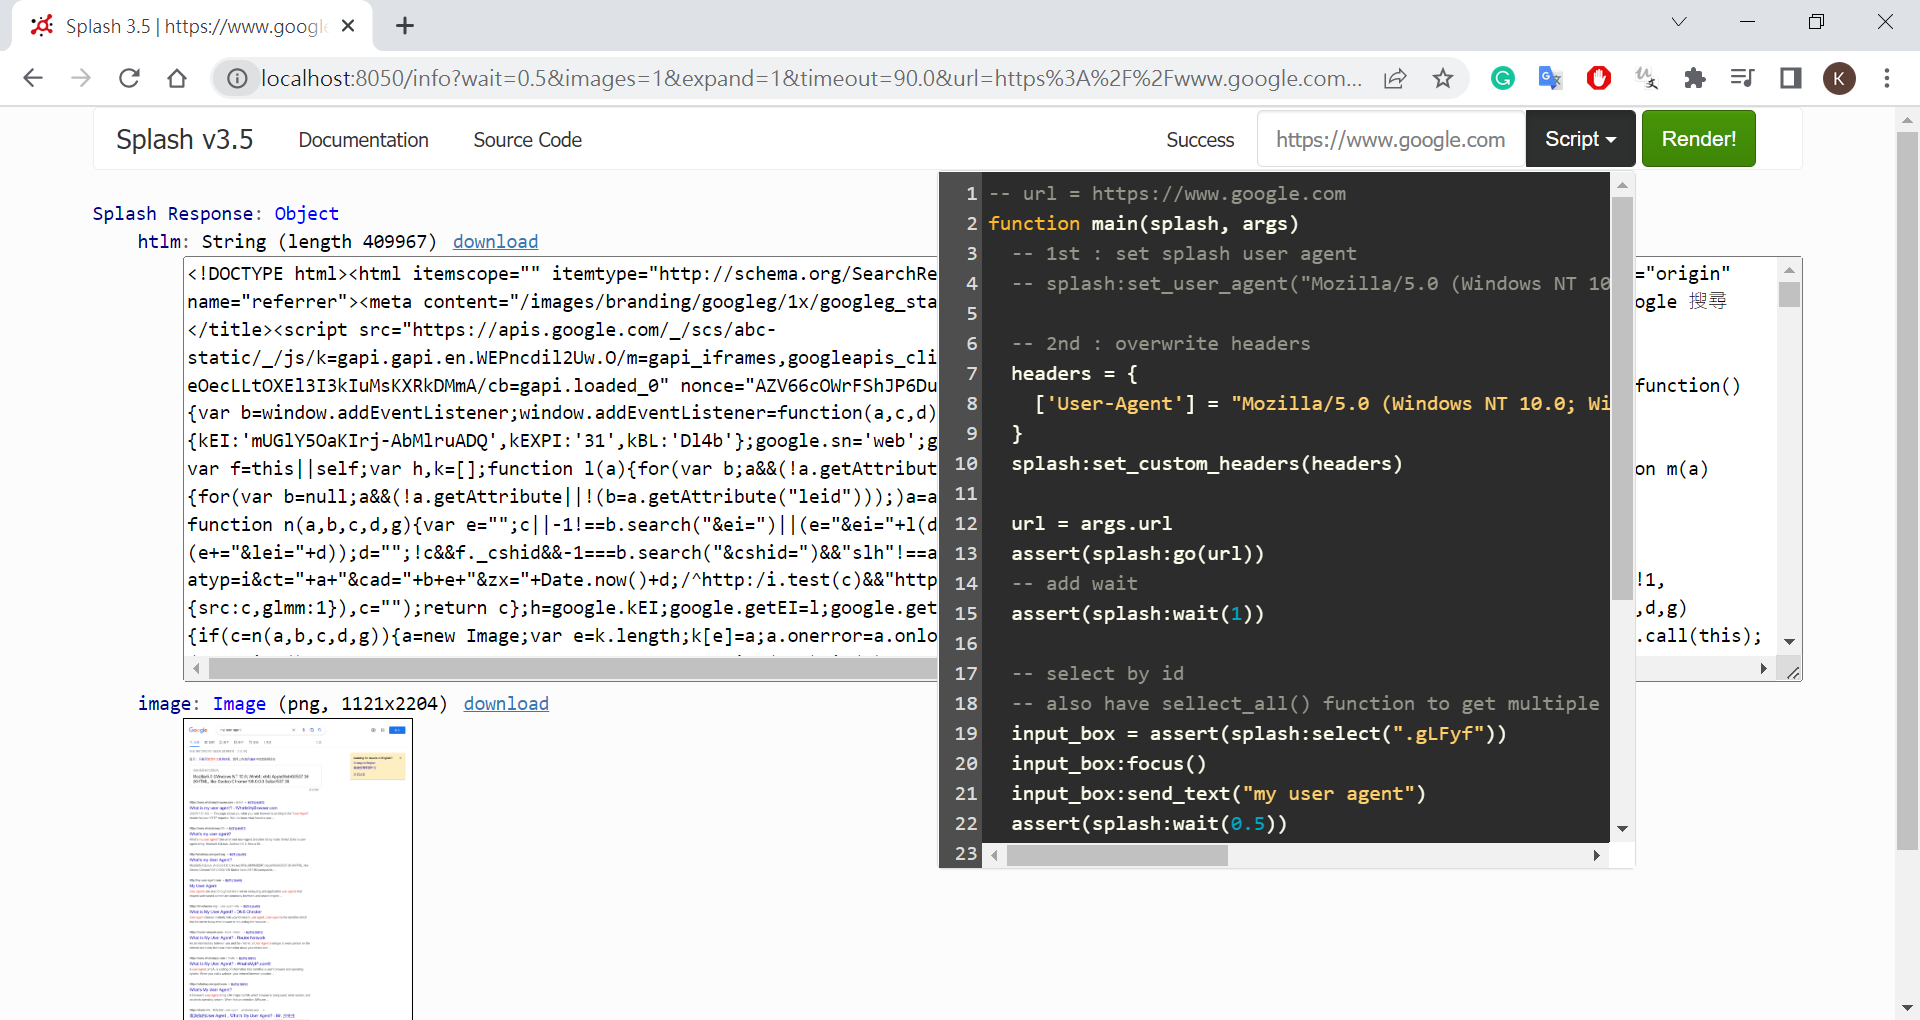 Splash 3.5 | https://www.googl
localhost:8050/info?wait=0.5&images=1&expand=1&timeout=90.0&url=https%3A%2F%2Fwww.google.com...
K
Splash v3.5
Documentation
Source Code
Success
https://www.google.com
Script
Render!
Splash Response: Object
htlm: String (length 409967) download
<!DOCTYPE html><html itemscope="" itemtype="http://schema.org/SearchRe
="origin"
name="referrer"><meta content="/images/branding/googleg/1x/googleg_sta
ogle 搜尋
</title><script src="https://apis.google.com/_/scs/abc-
static/_/js/k=gapi.gapi.en.WEPncdil2Uw.O/m=gapi_iframes,googleapis_cli
eOecLLtOXEl3I3kIuMsKXRkDMmA/cb=gapi.loaded_0" nonce="AZV66cOWrFShJP6Du
function()
{var b=window.addEventListener;window.addEventListener=function(a,c,d)
{kEI:'mUGlY5OaKIrj-AbMlruADQ',kEXPI:'31',kBL:'Dl4b'};google.sn='web';g
var f=this||self;var h,k=[];function l(a){for(var b;a&&(!a.getAttribut
on m(a)
{for(var b=null;a&&(!a.getAttribute||!(b=a.getAttribute("leid")));)a=a
function n(a,b,c,d,g){var e="";c||-1!==b.search("&ei=")||(e="&ei="+l(d
(e+="&lei="+d));d="";!c&&f._cshid&&-1===b.search("&cshid=")&&"slh"!==a
atyp=i&ct="+a+"&cad="+b+e+"&zx="+Date.now()+d;/^http:/i.test(c)&&"http
!1,
{src:c,glmm:1}),c="");return c};h=google.kEI;google.getEI=l;google.get
,d,g)
{if(c=n(a,b,c,d,g)){a=new Image;var e=k.length;k[e]=a;a.onerror=a.onlo
.call(this);
image: Image (png, 1121x2204) download
1 -- url = https://www.google.com
2 function main(splash, args)
3 -- 1st : set splash user agent
4 -- splash:set_user_agent("Mozilla/5.0 (Windows NT 10
5
6 -- 2nd : overwrite headers
7 headers = {
8 ['User-Agent'] = "Mozilla/5.0 (Windows NT 10.0; Wi
9 }
10 splash:set_custom_headers(headers)
11
12 url = args.url
13 assert(splash:go(url))
14 -- add wait
15 assert(splash:wait(1))
16
17 -- select by id
18 -- also have sellect_all() function to get multiple
19 input_box = assert(splash:select(".gLFyf"))
20 input_box:focus()
21 input_box:send_text("my user agent")
22 assert(splash:wait(0.5))
23
Google
What's my user agent?
What is My User Agent?
My User Agent